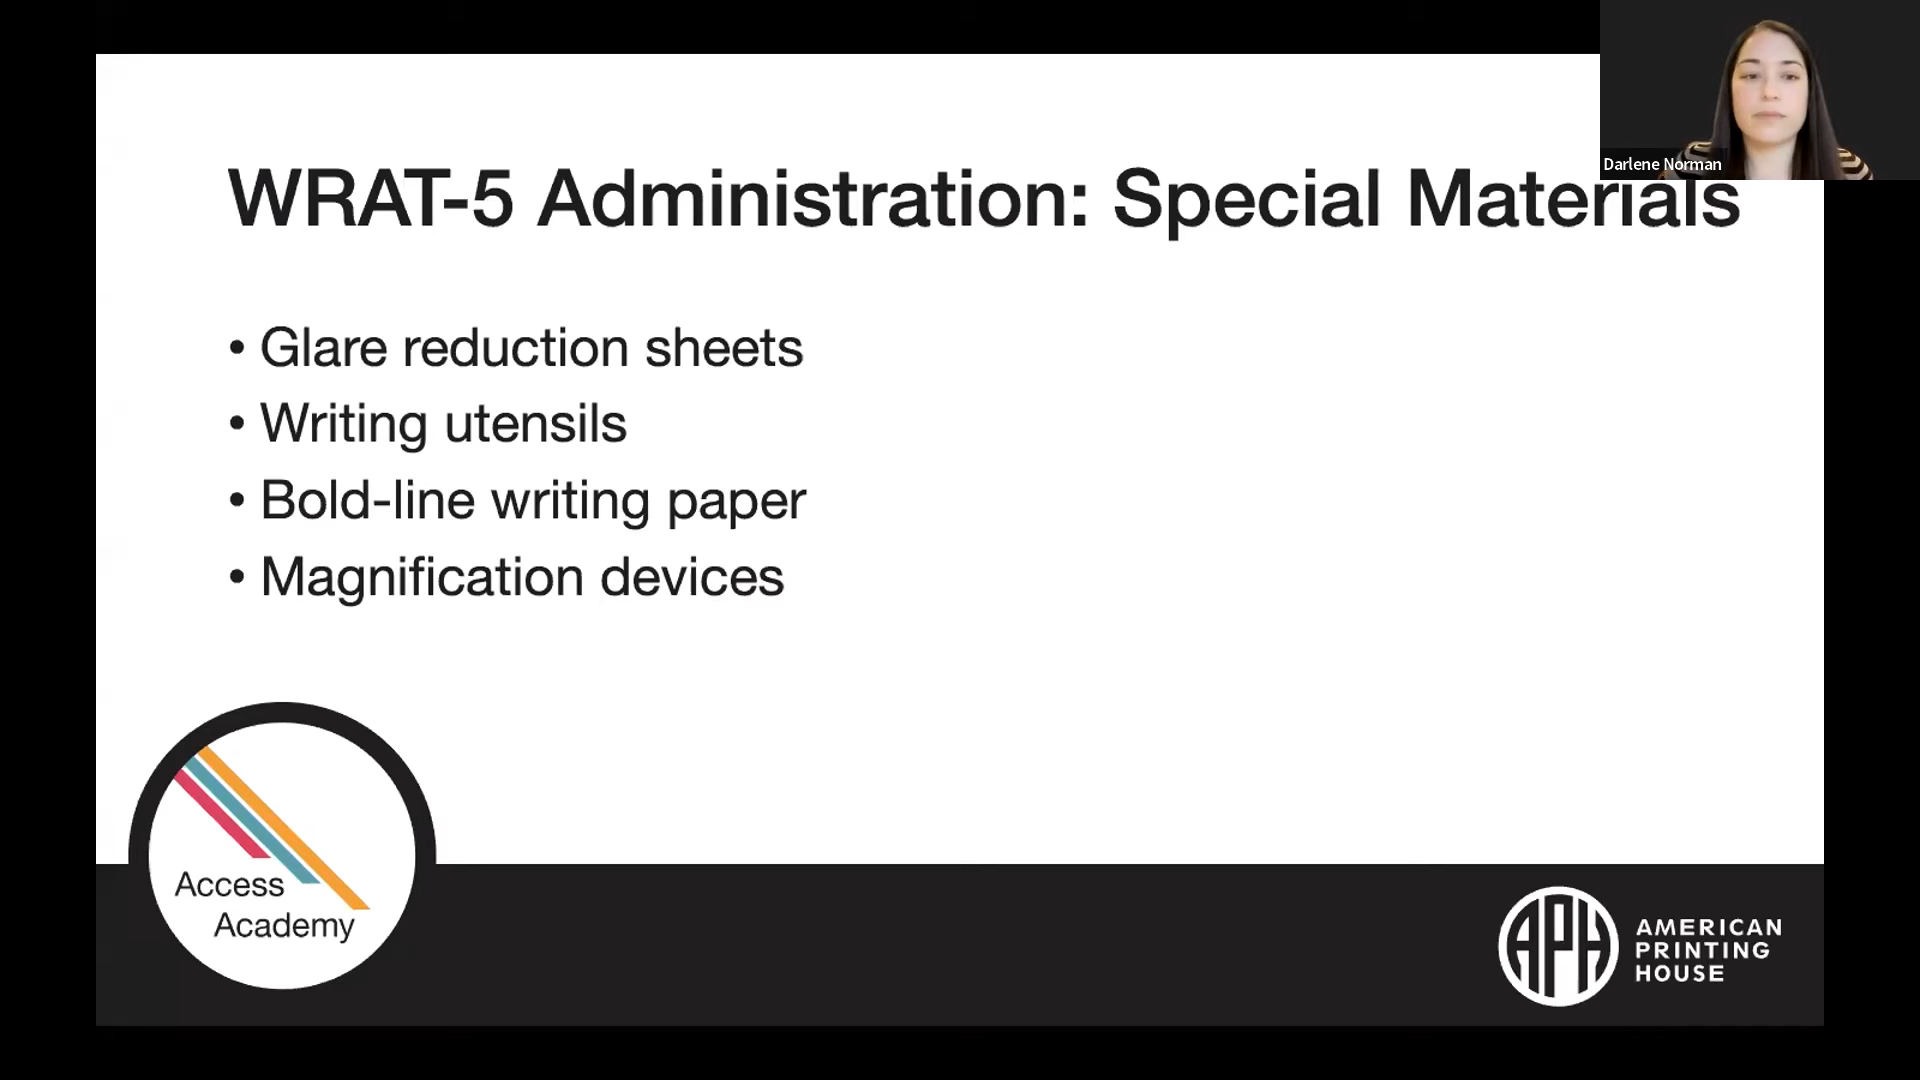 Darlene Norman
WRAT-5 Administration: Special Materials
• Glare reduction sheets
• Writing utensils
• Bold-line writing paper
• Magnification devices
Access
Academy
APH
AMERICAN
PRINTING
HOUSE